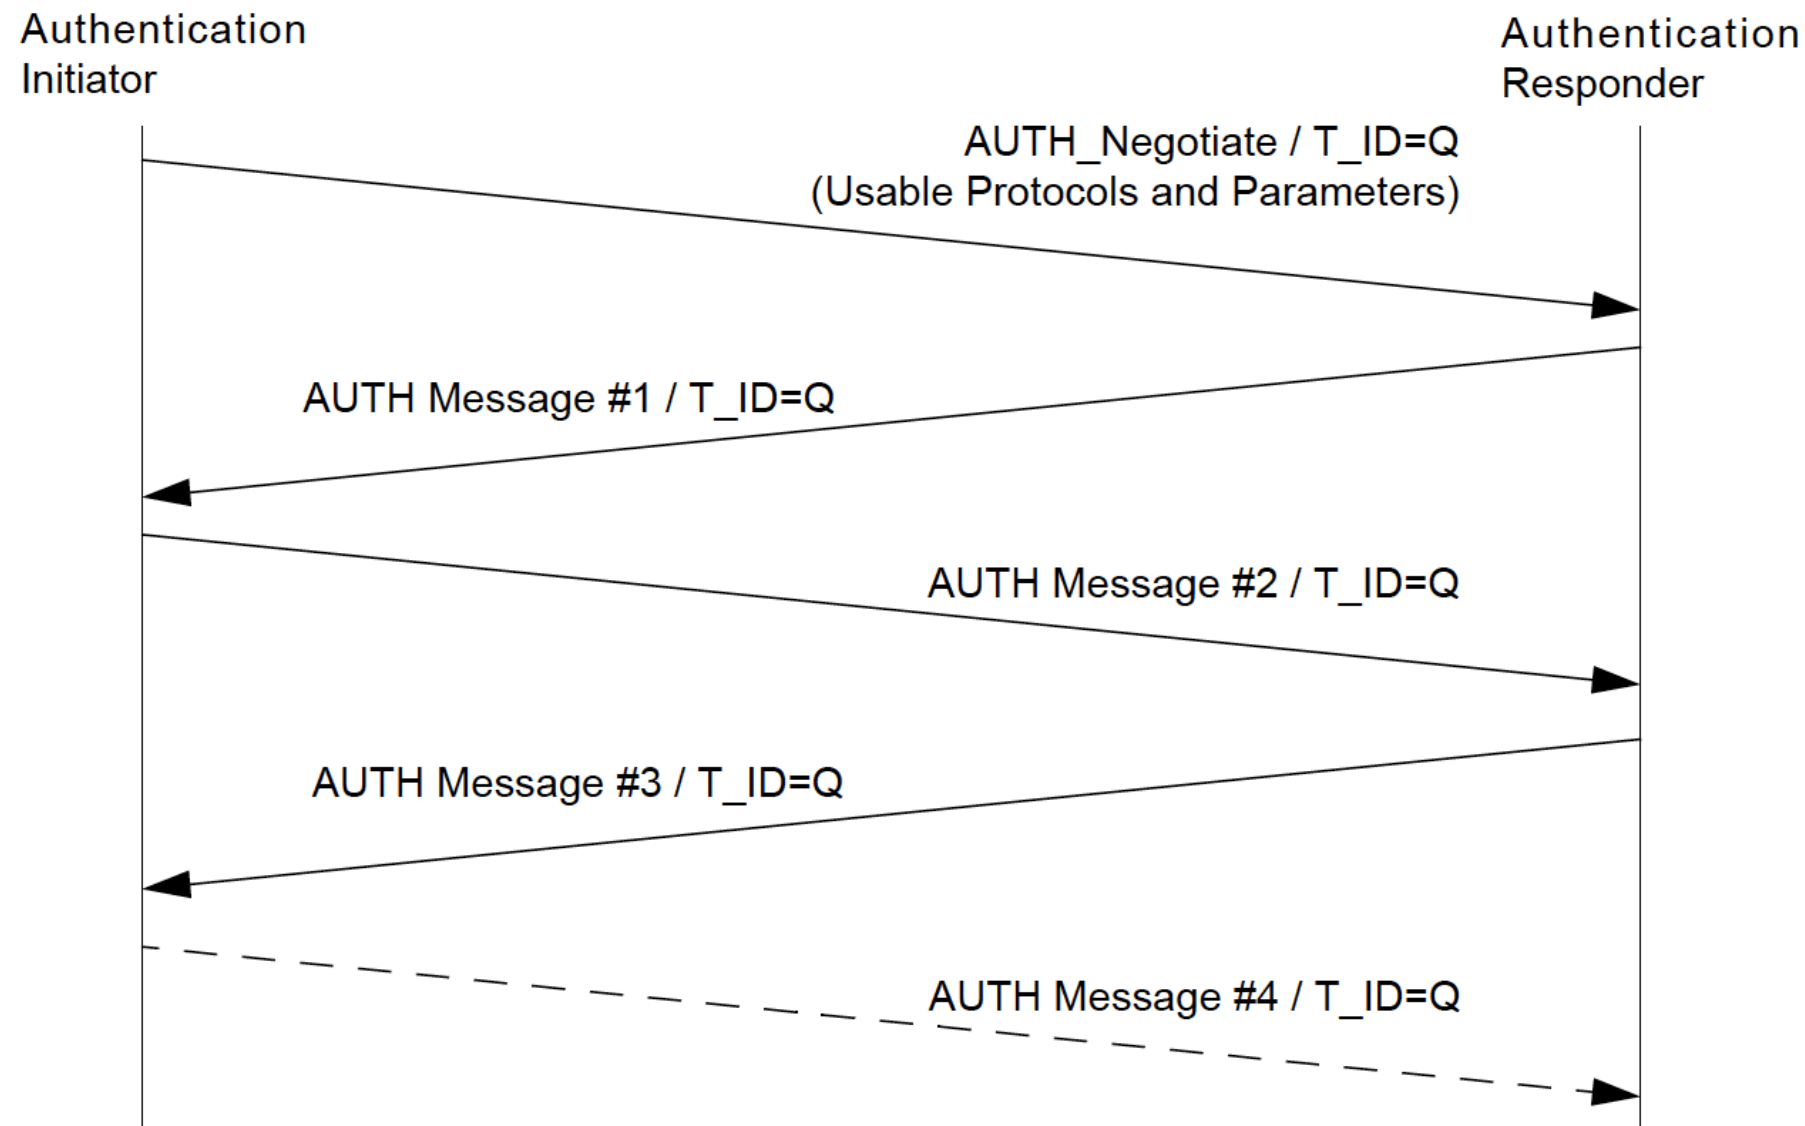 Authentication
Initiator
Authentication
Responder
AUTH_Negotiate / T_ID=Q
(Usable Protocols and Parameters)
AUTH Message #1 / T_ID=Q
AUTH Message #2 / T_ID=Q
AUTH Message #3 / T_ID=Q
AUTH Message #4 / T_ID=Q